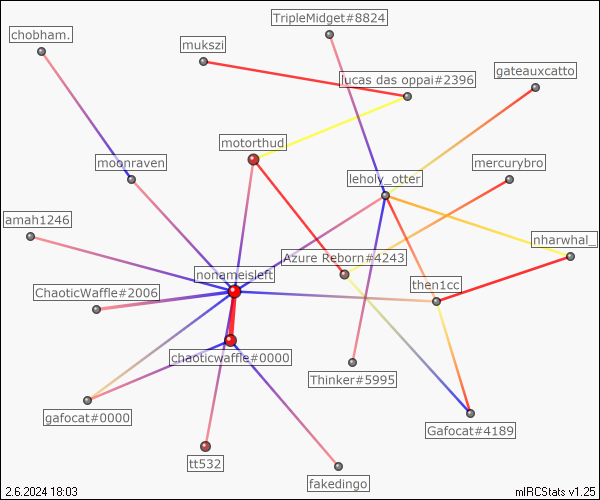 TripleMidget#8824
chobham.
mukszi
lucas das oppai#2396
gateauxcatto
motorthud
moonraven
mercurybro
leholy_otter
amah1246
nharwhal_
Azure Reborn#4243
nonameisleft
then1cc
ChaoticWaffle#2006
chaoticwaffle#0000
Thinker#5995
gafocat#0000
Gafocat#4189
tt532
fakedingo
2.6.2024 18:03
mIRCStats v1.25